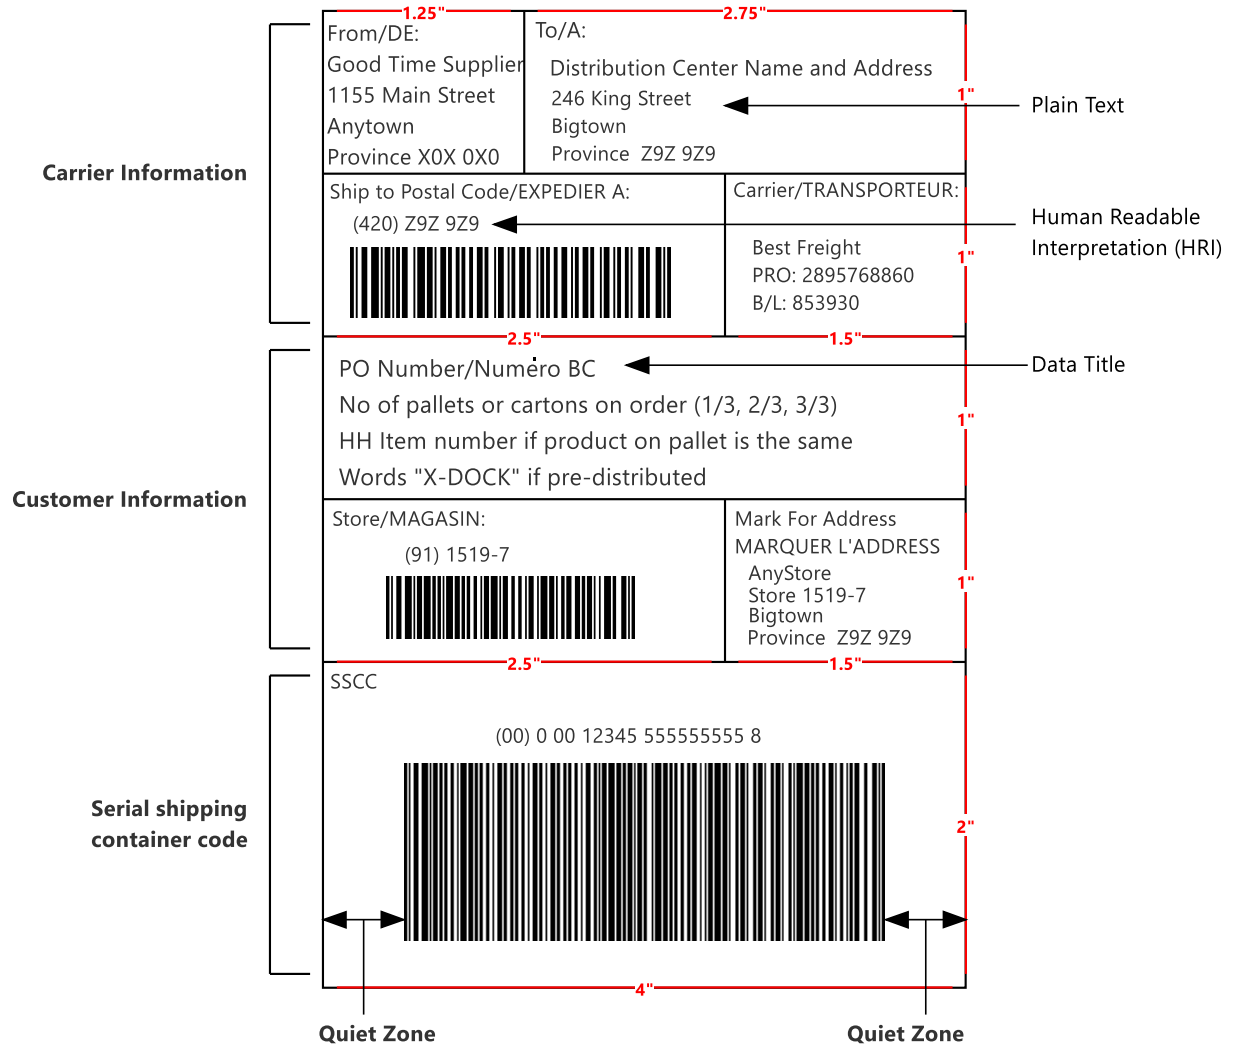 1.25"
2.75"
From/DE:
Good Time Supplier
1155 Main Street
Anytown
Province X0X 0X0
To/A:
Distribution Center Name and Address
246 King Street
Bigtown
Province Z9Z 9Z9
1"
Plain Text
Carrier Information
Ship to Postal Code/EXPEDIER A:
(420) Z9Z 9Z9
Carrier/TRANSPORTEUR:
Best Freight
PRO: 2895768860
B/L: 853930
1"
Human Readable
Interpretation (HRI)
2.5"
1.5"
PO Number/Numéro BC
No of pallets or cartons on order (1/3, 2/3, 3/3)
HH Item number if product on pallet is the same
Words "X-DOCK" if pre-distributed
1"
Data Title
Customer Information
Store/MAGASIN:
(91) 1519-7
Mark For Address
MARQUER L'ADDRESS
AnyStore
Store 1519-7
Bigtown
Province Z9Z 9Z9
1"
2.5"
1.5"
SSCC
(00) 0 00 12345 555555555 8
Serial shipping
container code
2"
4"
Quiet Zone
Quiet Zone